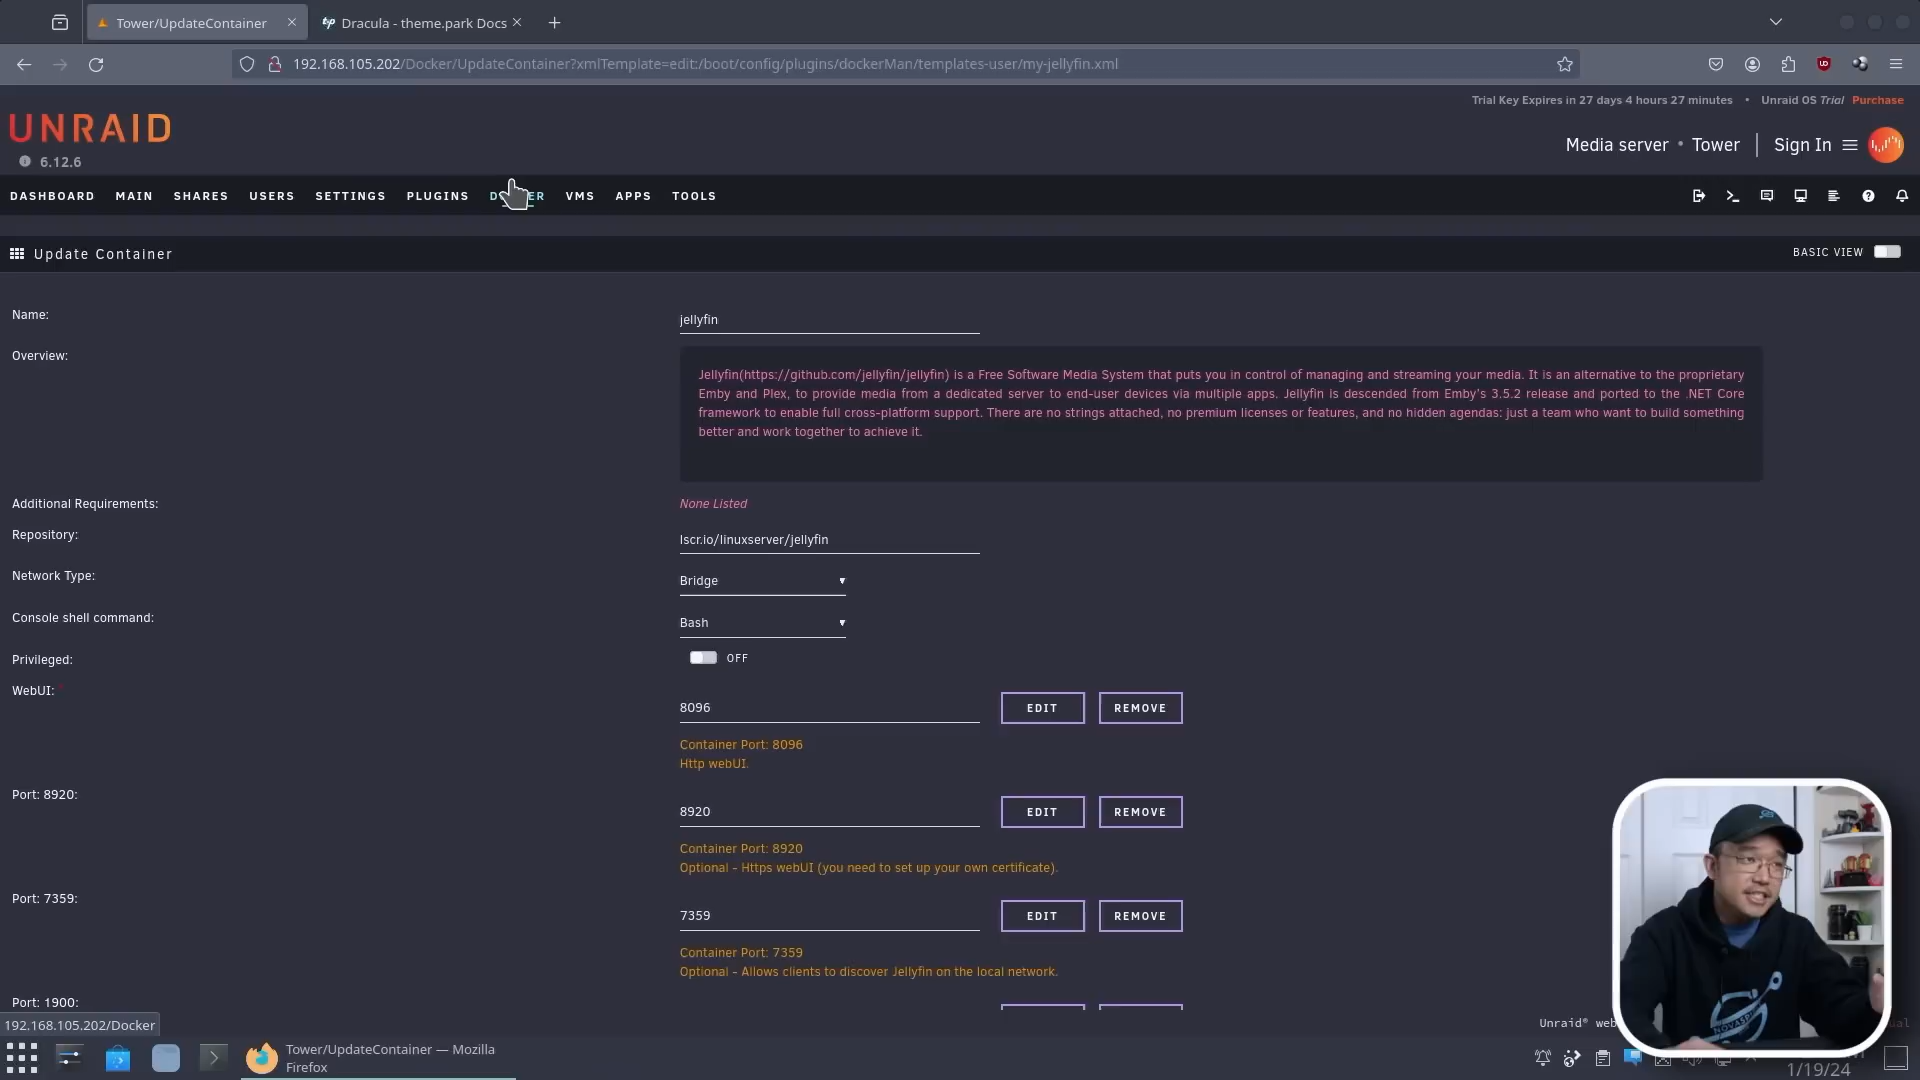 Tower/UpdateContainer
Dracula - theme.park Docs
192.168.105.202/Docker/UpdateContainer?xmlTemplate=edit:/boot/config/plugins/dockerMan/templates-user/my-jellyfin.xml
Trial Key Expires in 27 days 4 hours 27 minutes • Unraid OS Trial Purchase
UNRAID
6.12.6
Media server • Tower
Sign In
DASHBOARD MAIN SHARES USERS SETTINGS PLUGINS DOCKER VMS APPS TOOLS
Update Container
BASIC VIEW
Name:
jellyfin
Overview:
Jellyfin(https://github.com/jellyfin/jellyfin) is a Free Software Media System that puts you in control of managing and streaming your media. It is an alternative to the proprietary
Emby and Plex, to provide media from a dedicated server to end-user devices via multiple apps. Jellyfin is descended from Emby's 3.5.2 release and ported to the .NET Core
framework to enable full cross-platform support. There are no strings attached, no premium licenses or features, and no hidden agendas: just a team who want to build something
better and work together to achieve it.
Additional Requirements:
None Listed
Repository:
lscr.io/linuxserver/jellyfin
Network Type:
Bridge
Console shell command:
Bash
Privileged:
OFF
WebUI: *
8096
EDIT
REMOVE
Container Port: 8096
Http webUI.
Port: 8920:
8920
EDIT
REMOVE
Container Port: 8920
Optional - Https webUI (you need to set up your own certificate).
Port: 7359:
7359
EDIT
REMOVE
Container Port: 7359
Optional - Allows clients to discover Jellyfin on the local network.
Port: 1900:
192.168.105.202/Docker
Unraid® web
Tower/UpdateContainer — Mozilla
Firefox
1/19/24